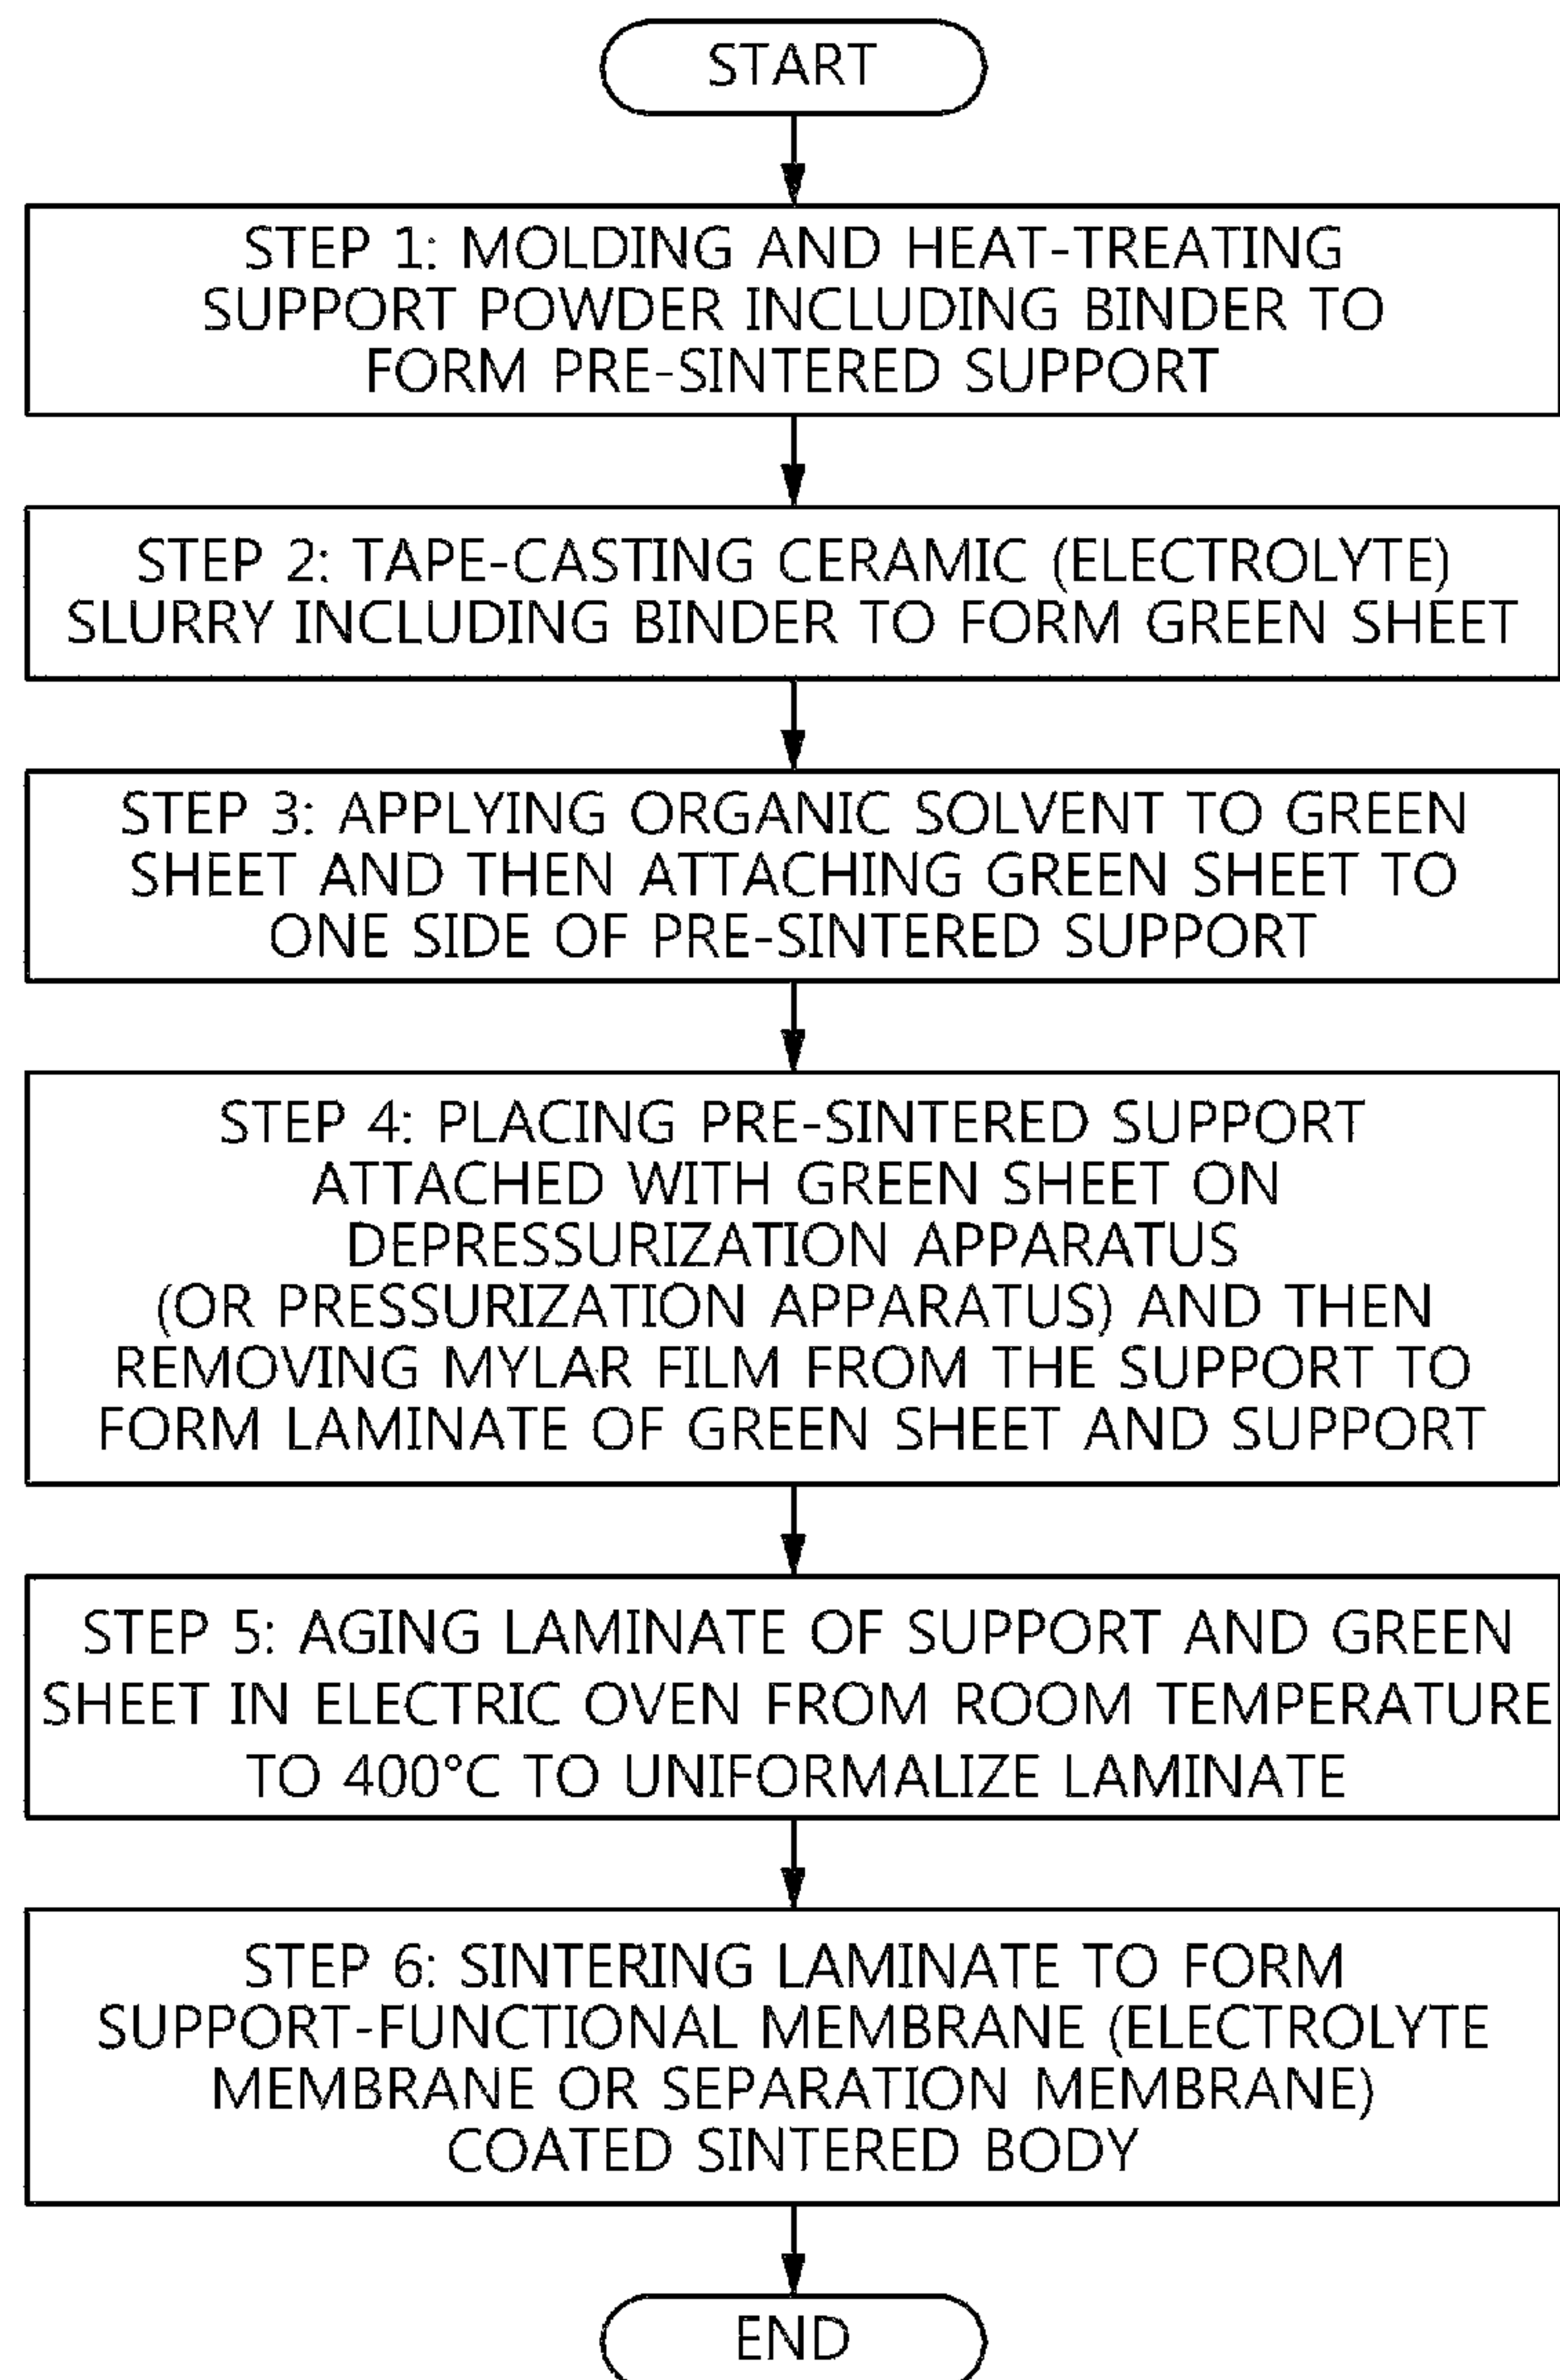 START
STEP 1: MOLDING AND HEAT-TREATING
SUPPORT POWDER INCLUDING BINDER TO
FORM PRE-SINTERED SUPPORT
STEP 2: TAPE-CASTING CERAMIC (ELECTROLYTE)
SLURRY INCLUDING BINDER TO FORM GREEN SHEET
STEP 3: APPLYING ORGANIC SOLVENT TO GREEN
SHEET AND THEN ATTACHING GREEN SHEET TO
ONE SIDE OF PRE-SINTERED SUPPORT
STEP 4: PLACING PRE-SINTERED SUPPORT
ATTACHED WITH GREEN SHEET ON
DEPRESSURIZATION APPARATUS
(OR PRESSURIZATION APPARATUS) AND THEN
REMOVING MYLAR FILM FROM THE SUPPORT TO
FORM LAMINATE OF GREEN SHEET AND SUPPORT
STEP 5: AGING LAMINATE OF SUPPORT AND GREEN
SHEET IN ELECTRIC OVEN FROM ROOM TEMPERATURE
TO 400°C TO UNIFORMALIZE LAMINATE
STEP 6: SINTERING LAMINATE TO FORM
SUPPORT-FUNCTIONAL MEMBRANE (ELECTROLYTE
MEMBRANE OR SEPARATION MEMBRANE)
COATED SINTERED BODY
END